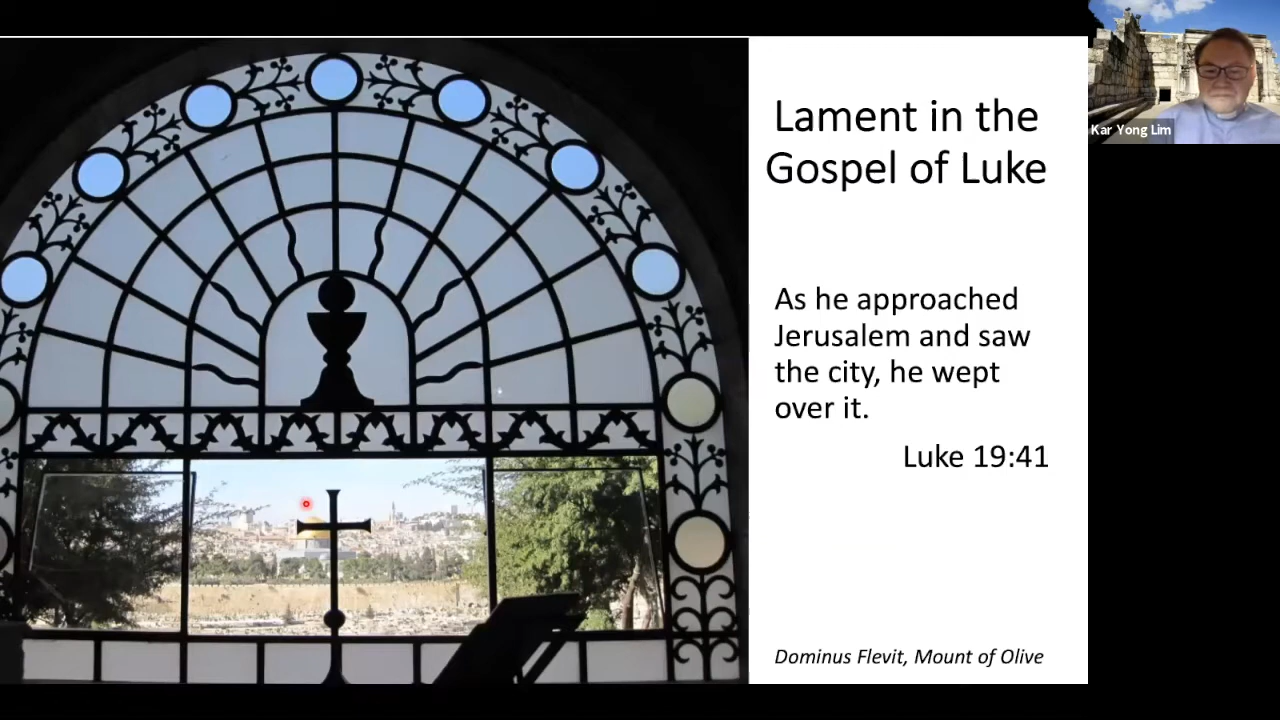 Kar Yong Lim
Lament in the
Gospel of Luke
As he approached
Jerusalem and saw
the city, he wept
over it.
Luke 19:41
Dominus Flevit, Mount of Olive